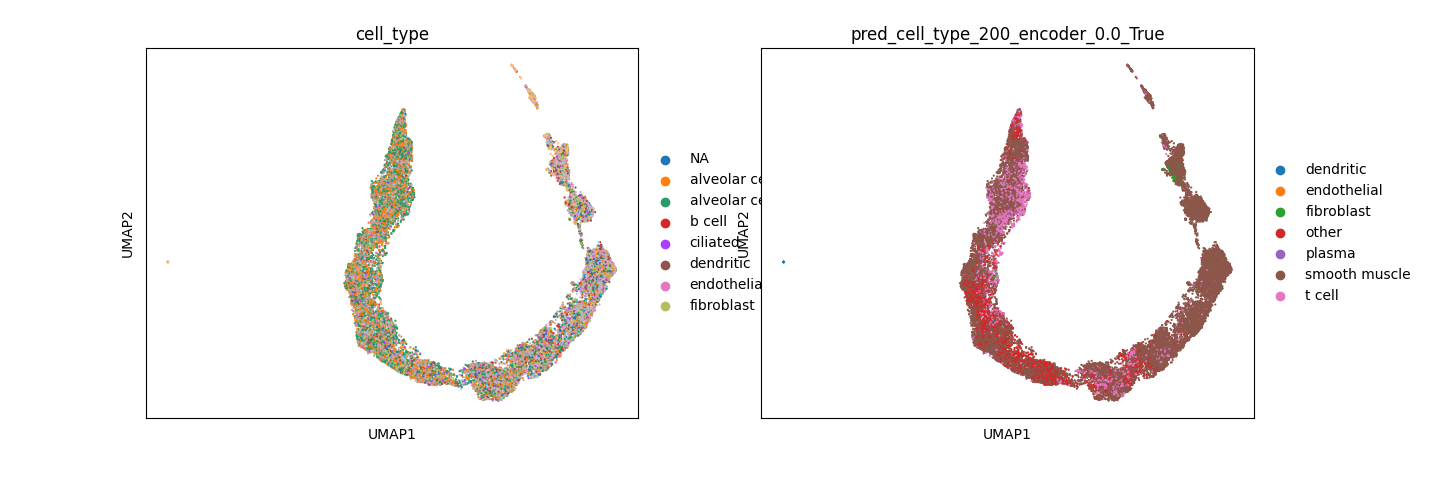 cell_type
UMAP2
UMAP1
NA
alveolar ce
alveolar ce
b cell
ciliated
dendritic
endothelia
fibroblast
pred_cell_type_200_encoder_0.0_True
UMAP2
UMAP1
dendritic
endothelial
fibroblast
other
plasma
smooth muscle
t cell